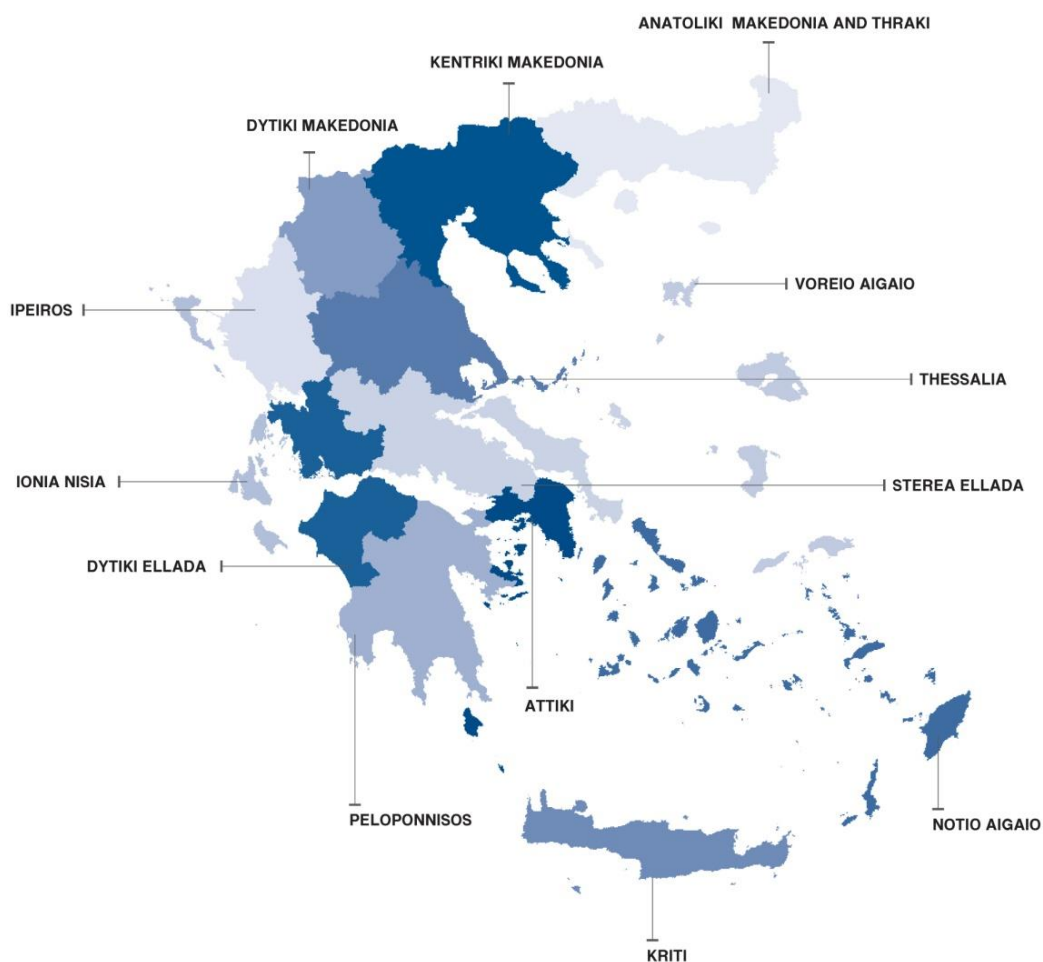 ANATOLIKI MAKEDONIA AND THRAKI
KENTRIKI MAKEDONIA
DYTIKI MAKEDONIA
VOREIO AIGAIO
IPEIROS
THESSALIA
IONIA NISIA
STEREA ELLADA
DYTIKI ELLADA
ATTIKI
PELOPONNISOS
NOTIO AIGAIO
KRITI